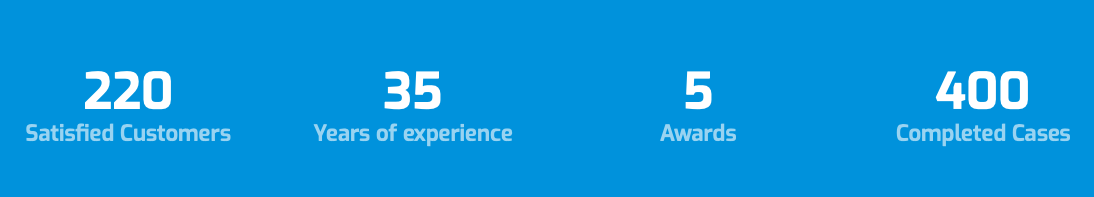 220
Satisfied Customers
35
Years of experience
5
Awards
400
Completed Cases